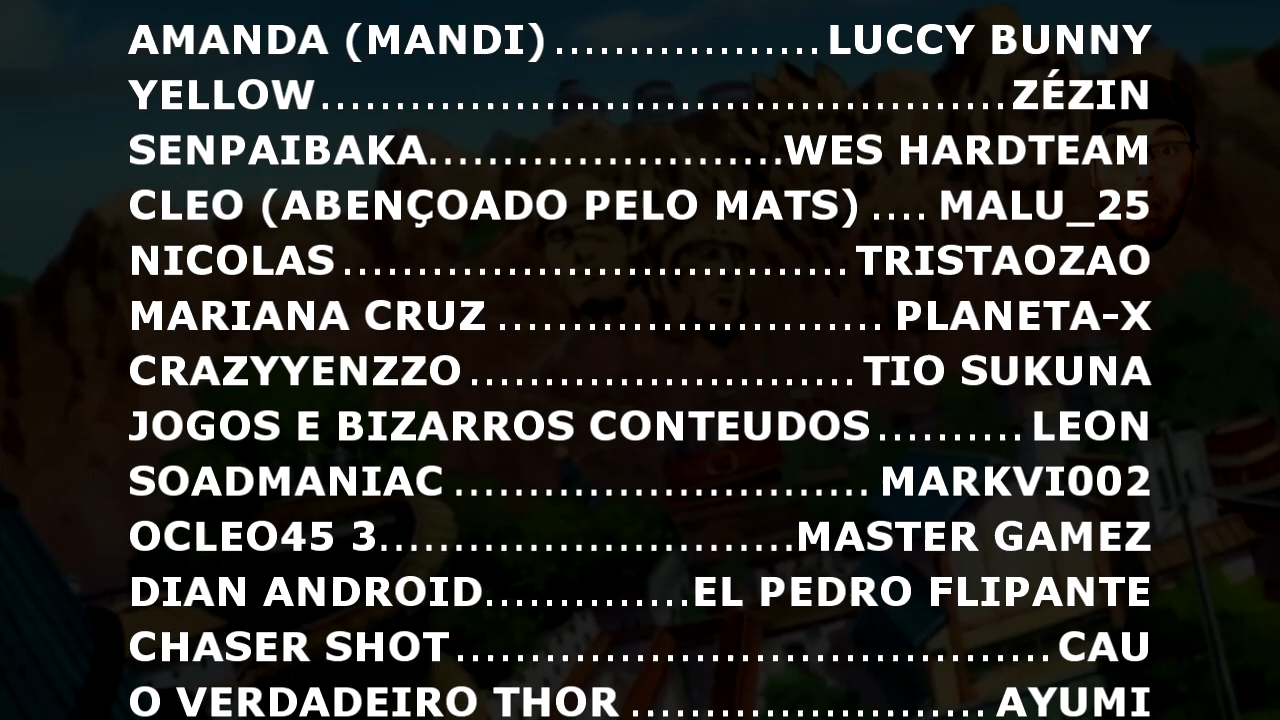 AMANDA (MANDI)..................LUCCY BUNNY
YELLOW..............................................ZÉZIN
SENPAIBAKA........................WES HARDTEAM
CLEO (ABENÇOADO PELO MATS) .... MALU_25
NICOLAS .................................. TRISTAOZAO
MARIANA CRUZ .......................... PLANETA-X
CRAZYYENZZO .......................... TIO SUKUNA
JOGOS E BIZARROS CONTEUDOS .......... LEON
SOADMANIAC ............................ MARKVI002
OCLEO45 3............................MASTER GAMEZ
DIAN ANDROID..............EL PEDRO FLIPANTE
CHASER SHOT ........................................ CAU
O VERDADEIRO THOR ........................ AYUMI